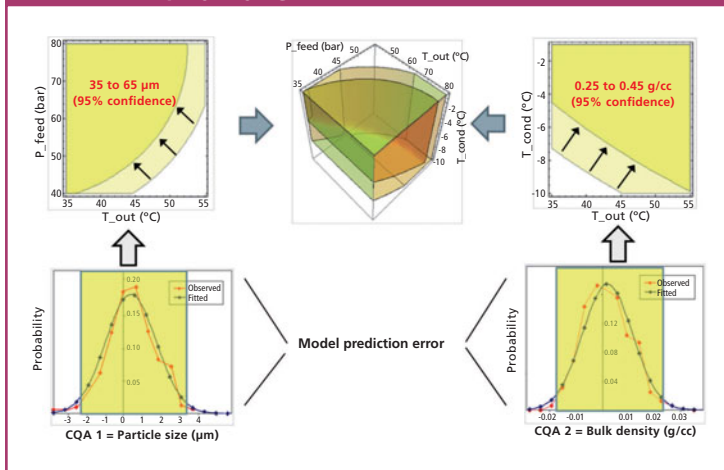 80
70
60
50
40
P_feed (bar)
35 to 65 µm
(95% confidence)
35 40 45 50 55
T_out (ºC)
P_feed (bar)
T_out (ºC)
35
40
45
50
50
60
70
80
-2
-4
-6
-8
-10
T_cond (ºC)
-2
-4
-6
-8
-10
T_cond (ºC)
0.25 to 0.45 g/cc
(95% confidence)
35 40 45 50 55
T_out (ºC)
Probability
0.20
0.15
0.10
0.05
Observed
Fitted
-3 -2 -1 0 1 2 3 4
CQA 1 = Particle size (µm)
Model prediction error
Probability
0.12
0.08
0.04
Observed
Fitted
-0.02 -0.01 0.01 0.02 0.03
CQA 2 = Bulk density (g/cc)